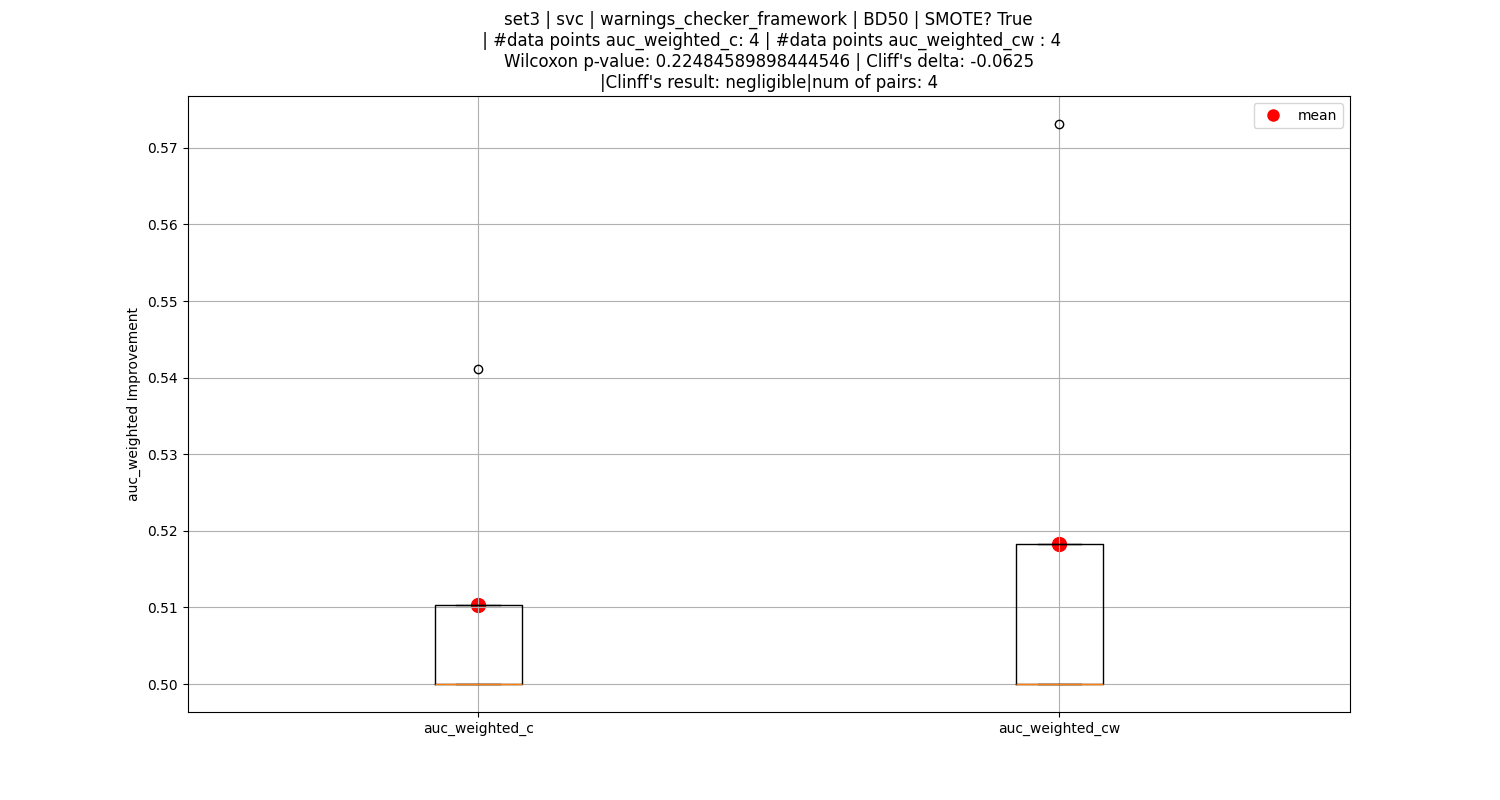 set3 | svc | warnings_checker_framework | BD50 | SMOTE? True
| #data points auc_weighted_c: 4 | #data points auc_weighted_cw : 4
Wilcoxon p-value: 0.22484589898444546 | Cliff's delta: -0.0625
|Clinff's result: negligible|num of pairs: 4
mean
auc_weighted Improvement
0.57
0.56
0.55
0.54
0.53
0.52
0.51
0.50
auc_weighted_c
auc_weighted_cw